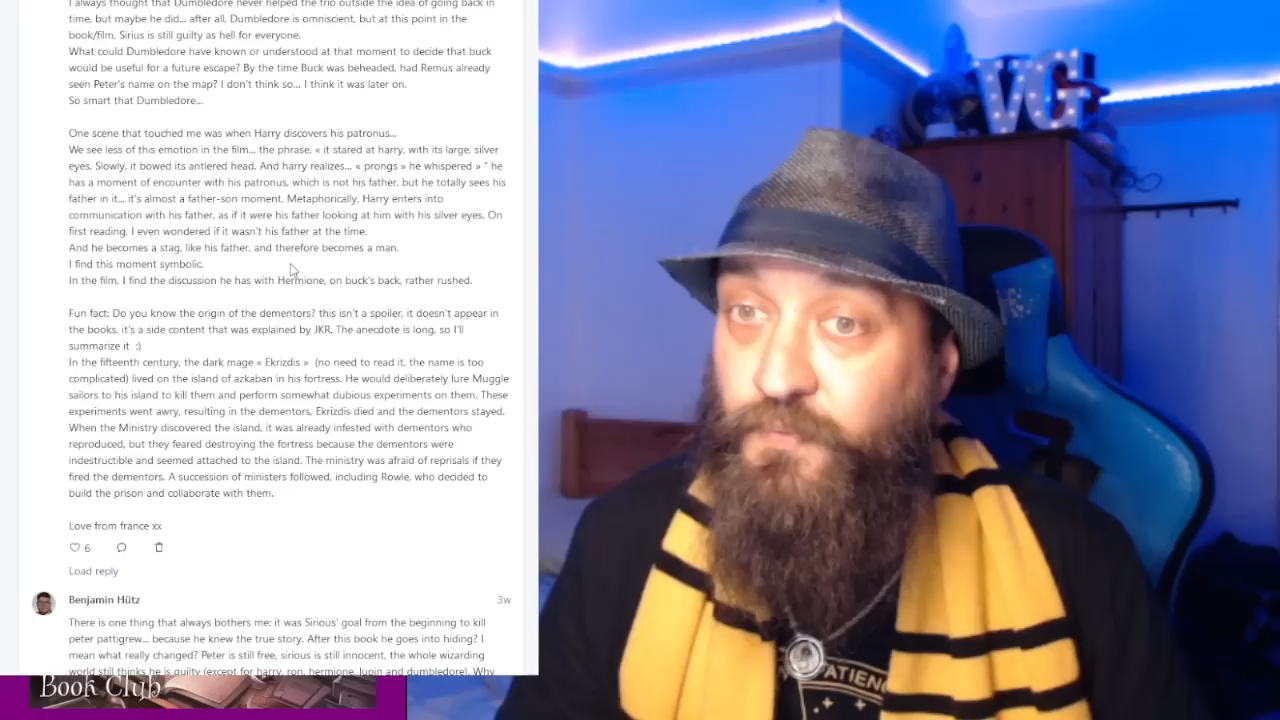 I always thought that Dumbledore never helped the trio outside the idea of going back in
time, but maybe he did... after all, Dumbledore is omniscient, but at this point in the
book/film, Sirius is still guilty as hell for everyone.
What could Dumbledore have known or understood at that moment to decide that buck
would be useful for a future escape? By the time Buck was beheaded, had Remus already
seen Peter's name on the map? I don't think so... I think it was later on.
So smart that Dumbledore...
One scene that touched me was when Harry discovers his patronus...
We see less of this emotion in the film... the phrase, « it stared at harry, with its large, silver
eyes. Slowly, it bowed its antlered head. And harry realizes... « prongs » he whispered » " he
has a moment of encounter with his patronus, which is not his father, but he totally sees his
father in it... it's almost a father-son moment. Metaphorically, Harry enters into
communication with his father, as if it were his father looking at him with his silver eyes. On
first reading, I even wondered if it wasn't his father at the time.
And he becomes a stag, like his father, and therefore becomes a man.
I find this moment symbolic.
In the film, I find the discussion he has with Hermione, on buck's back, rather rushed.
Fun fact: Do you know the origin of the dementors? this isn't a spoiler, it doesn't appear in
the books, it's a side content that was explained by JKR. The anecdote is long, so I'll
summarize it :)
In the fifteenth century, the dark mage « Ekrizdis » (no need to read it, the name is too
complicated) lived on the island of azkaban in his fortress. He would deliberately lure Muggle
sailors to his island to kill them and perform somewhat dubious experiments on them. These
experiments went awry, resulting in the dementors, Ekrizdis died and the dementors stayed.
When the Ministry discovered the island, it was already infested with dementors who
reproduced, but they feared destroying the fortress because the dementors were
indestructible and seemed attached to the island. The ministry was afraid of reprisals if they
fired the dementors. A succession of ministers followed, including Rowle, who decided to
build the prison and collaborate with them.
Love from france xx
6
Load reply
Benjamin Hütz 3w
There is one thing that always bothers me: it was Sirious' goal from the beginning to kill
peter pattigrew... because he knew the true story. After this book he goes into hiding? I
mean what really changed? Peter is still free, sirious is still innocent, the whole wizarding
world still thinks he is guilty (except for harry, ron, hermione, lupin and dumbledore). Why
Book Club
VG
PATIENC